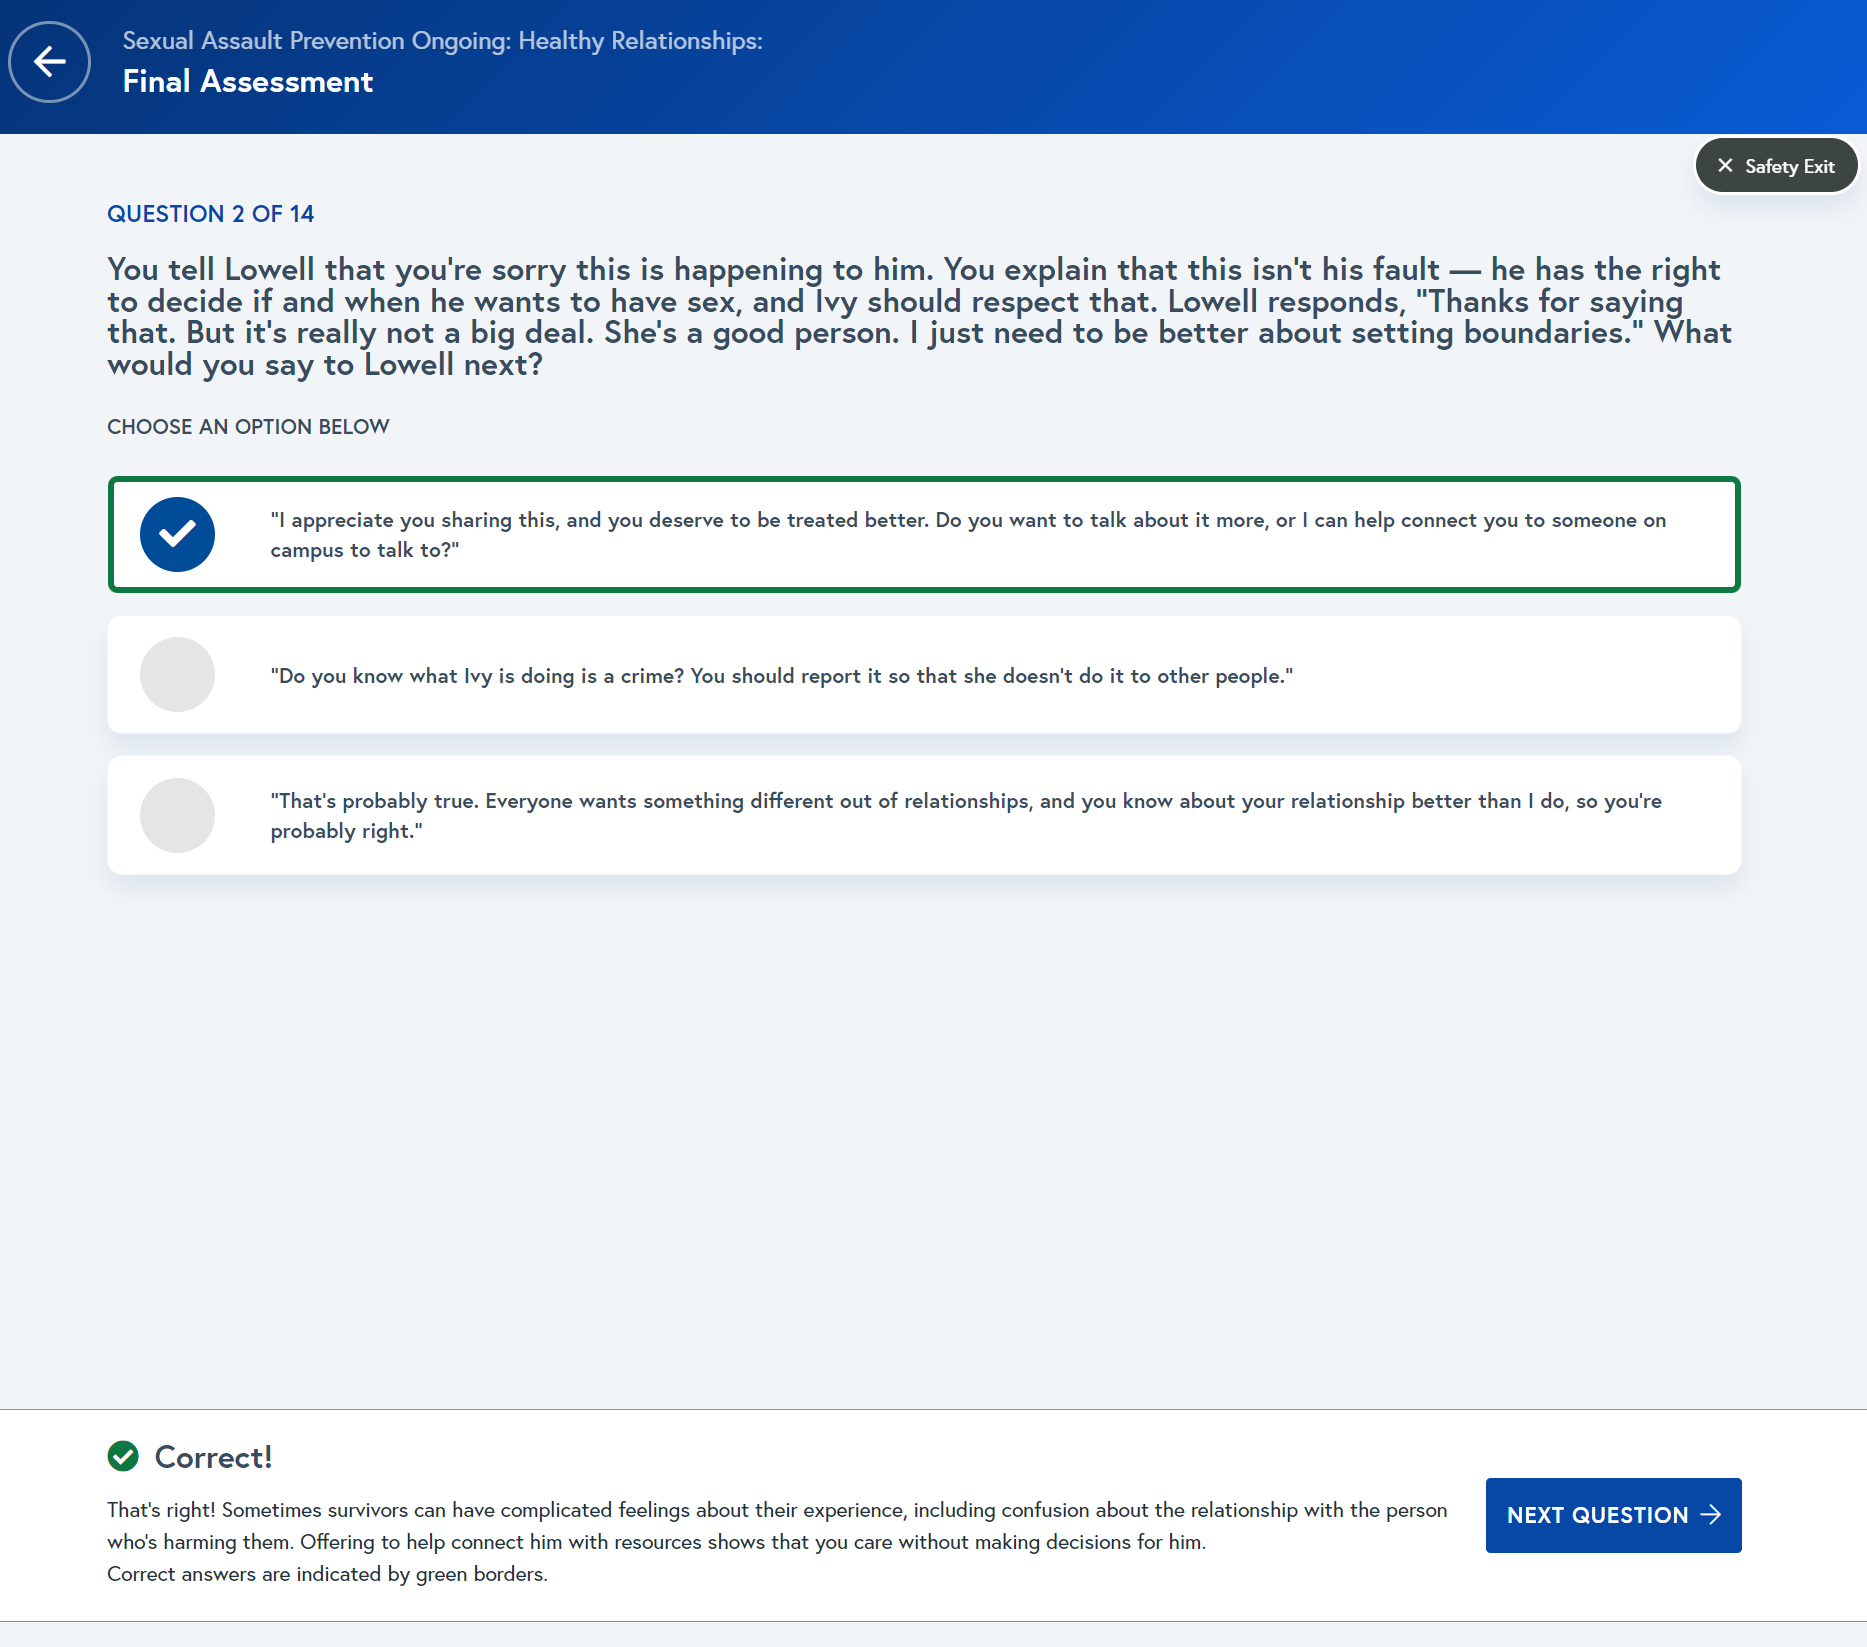 Sexual Assault Prevention Ongoing: Healthy Relationships:
Final Assessment
Safety Exit
QUESTION 2 OF 14
You tell Lowell that you're sorry this is happening to him. You explain that this isn't his fault — he has the right
to decide if and when he wants to have sex, and Ivy should respect that. Lowell responds, "Thanks for saying
that. But it's really not a big deal. She's a good person. I just need to be better about setting boundaries." What
would you say to Lowell next?
CHOOSE AN OPTION BELOW
"I appreciate you sharing this, and you deserve to be treated better. Do you want to talk about it more, or I can help connect you to someone on
campus to talk to?"
"Do you know what Ivy is doing is a crime? You should report it so that she doesn't do it to other people."
"That's probably true. Everyone wants something different out of relationships, and you know about your relationship better than I do, so you're
probably right."
Correct!
That's right! Sometimes survivors can have complicated feelings about their experience, including confusion about the relationship with the person
who's harming them. Offering to help connect him with resources shows that you care without making decisions for him.
Correct answers are indicated by green borders.
NEXT QUESTION